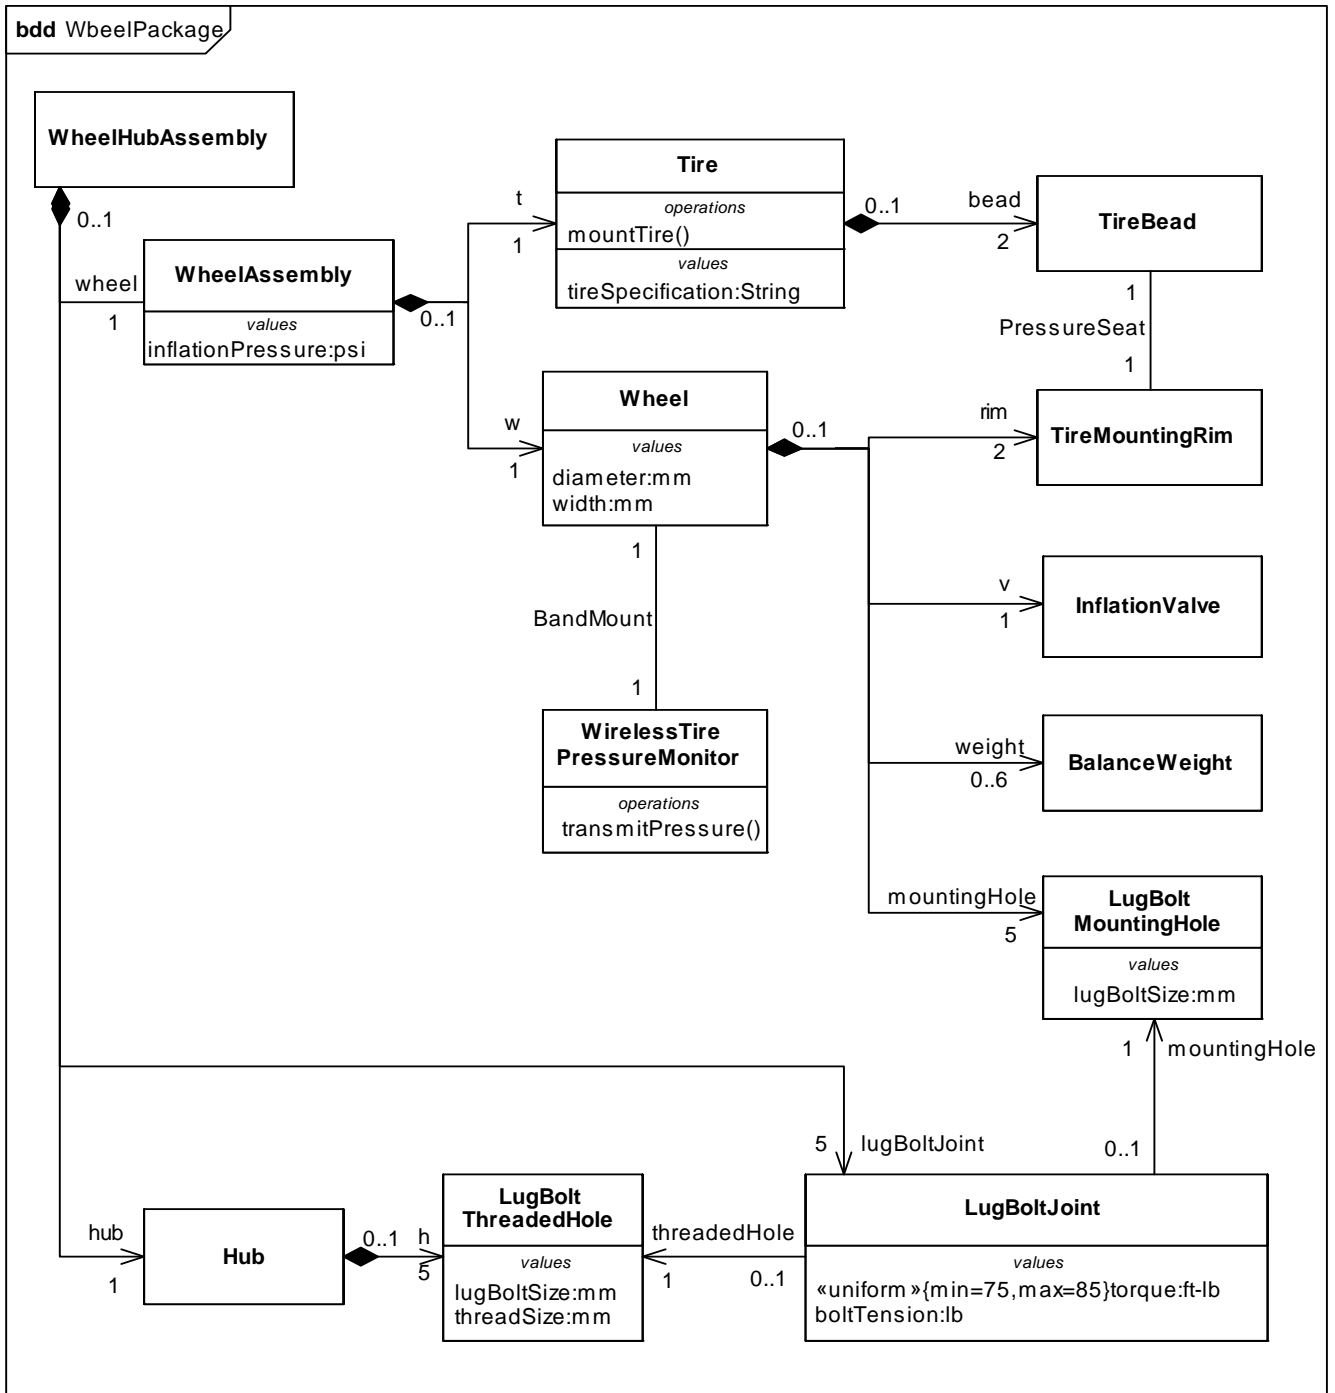 bdd WbeelPackage
WheelHubAssembly
0..1
wheel
1
WheelAssembly
values
inflationPressure:psi
0..1
t
1
Tire
operations
mountTire()
values
tireSpecification:String
0..1
bead
2
TireBead
1
PressureSeat
1
w
1
Wheel
values
diameter:mm
width:mm
0..1
rim
2
TireMountingRim
1
BandMount
1
v
1
InflationValve
WirelessTire
PressureMonitor
operations
transmitPressure()
weight
0..6
BalanceWeight
mountingHole
5
LugBolt
MountingHole
values
lugBoltSize:mm
1
mountingHole
0..1
5
lugBoltJoint
hub
1
Hub
0..1
h
5
LugBolt
ThreadedHole
values
lugBoltSize:mm
threadSize:mm
threadedHole
1
0..1
LugBoltJoint
values
«uniform»{min=75,max=85}torque:ft-lb
boltTension:lb